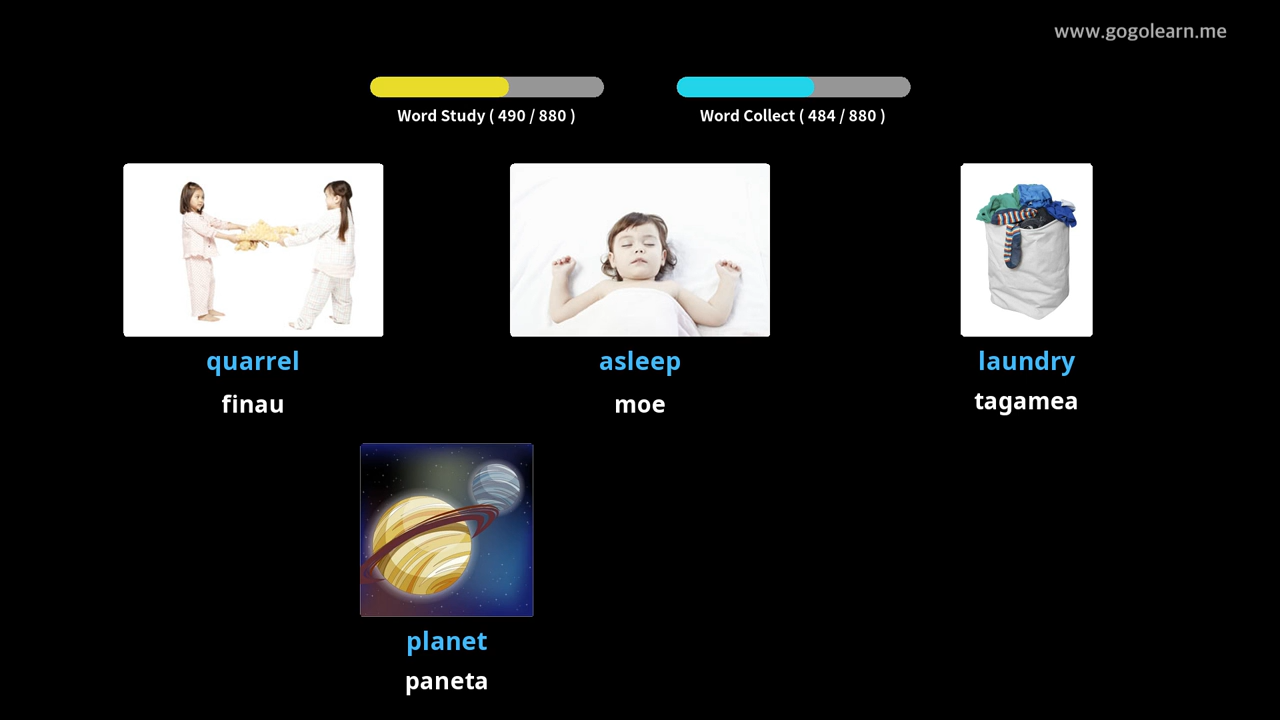 www.gogolearn.me
Word Study ( 490 / 880 )
Word Collect ( 484 / 880 )
quarrel
finau
asleep
moe
laundry
tagamea
planet
paneta